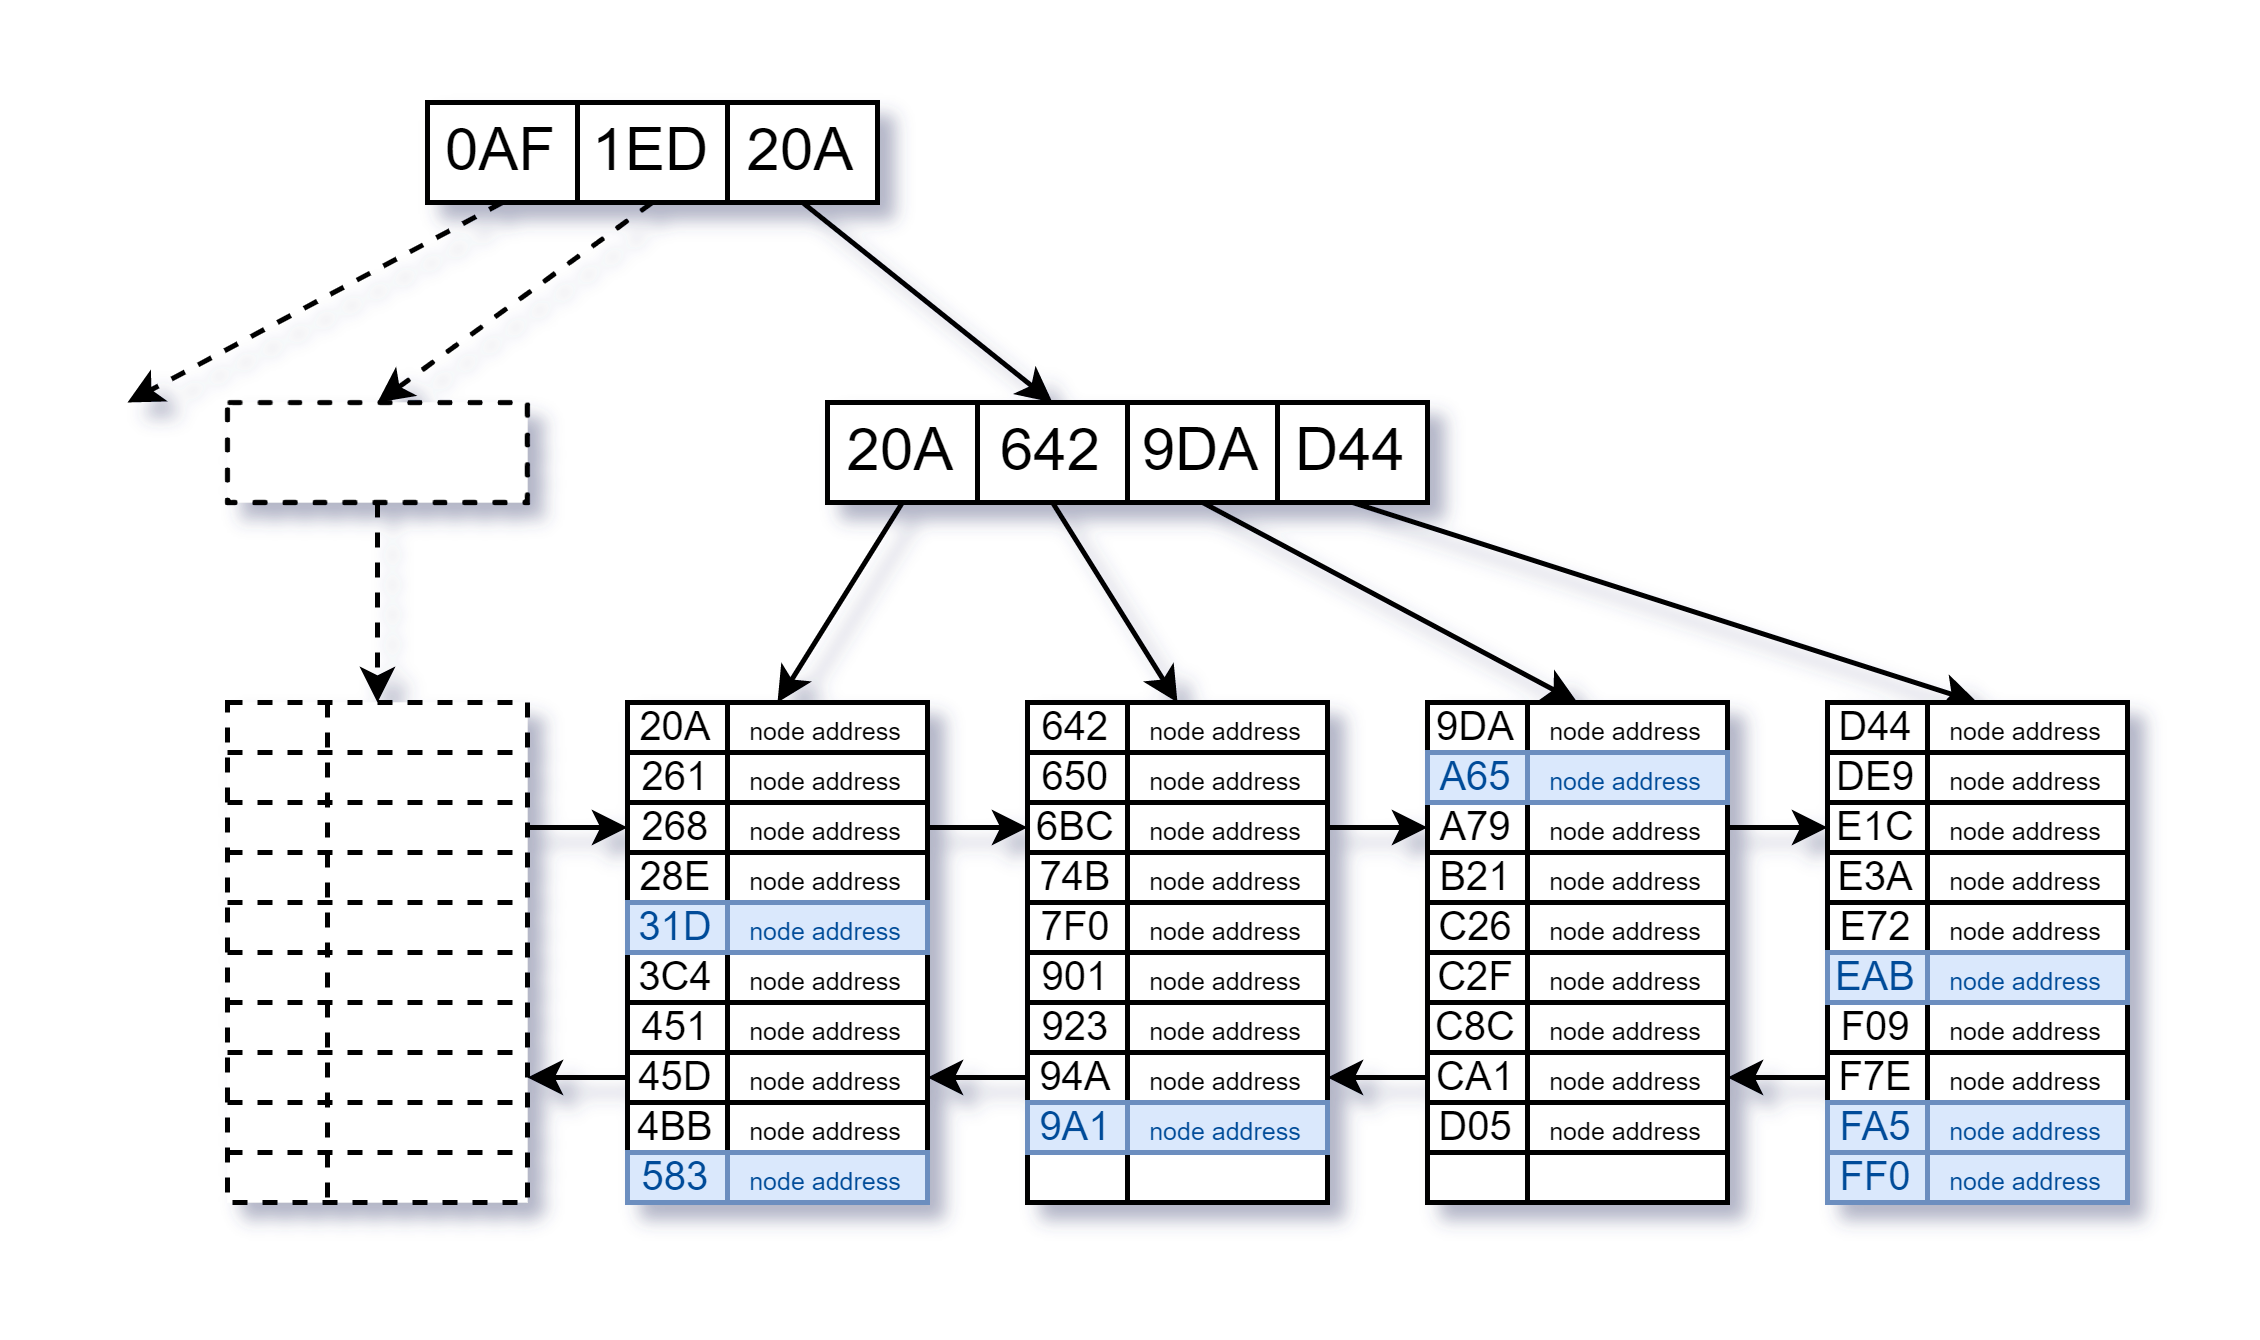 0AF 1ED 20A
20A 642 9DA D44
20A node address
261 node address
268 node address
28E node address
31D node address
3C4 node address
451 node address
45D node address
4BB node address
583 node address
642 node address
650 node address
6BC node address
74B node address
7F0 node address
901 node address
923 node address
94A node address
9A1 node address
9DA node address
A65 node address
A79 node address
B21 node address
C26 node address
C2F node address
C8C node address
CA1 node address
D05 node address
D44 node address
DE9 node address
E1C node address
E3A node address
E72 node address
EAB node address
F09 node address
F7E node address
FA5 node address
FF0 node address